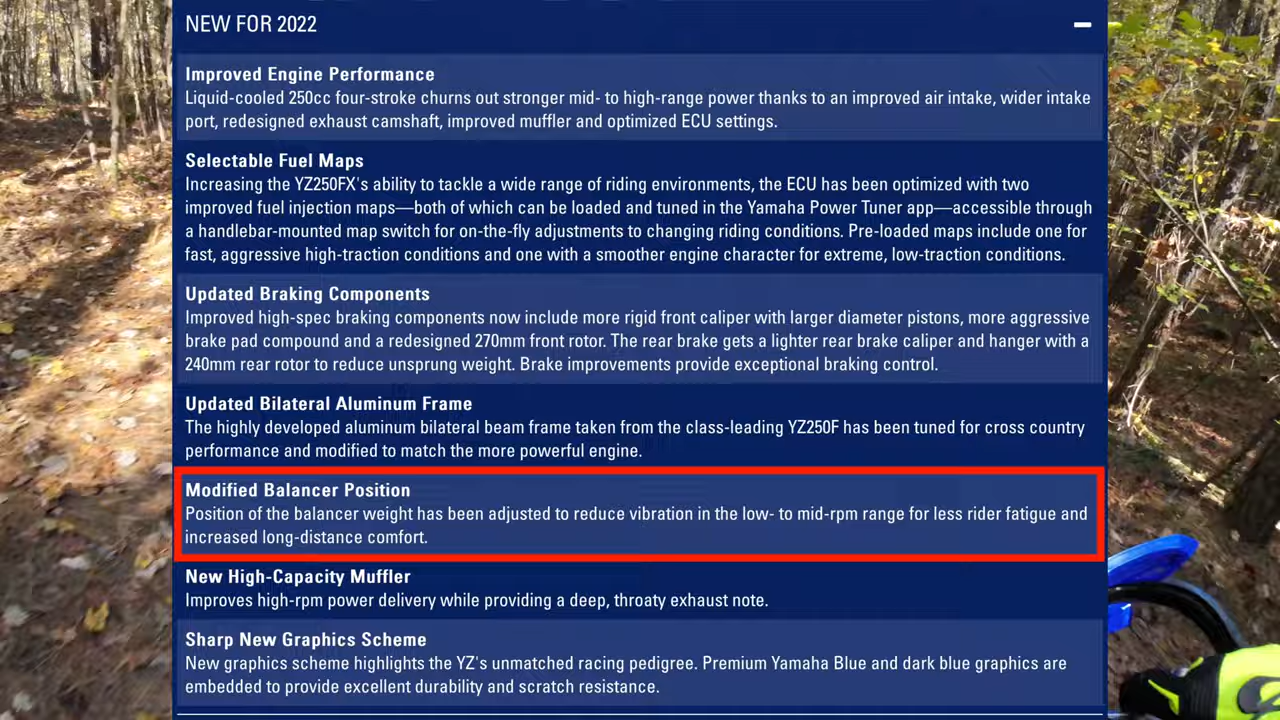 NEW FOR 2022
Improved Engine Performance
Liquid-cooled 250cc four-stroke churns out stronger mid- to high-range power thanks to an improved air intake, wider intake
port, redesigned exhaust camshaft, improved muffler and optimized ECU settings.
Selectable Fuel Maps
Increasing the YZ250FX's ability to tackle a wide range of riding environments, the ECU has been optimized with two
improved fuel injection maps—both of which can be loaded and tuned in the Yamaha Power Tuner app—accessible through
a handlebar-mounted map switch for on-the-fly adjustments to changing riding conditions. Pre-loaded maps include one for
fast, aggressive high-traction conditions and one with a smoother engine character for extreme, low-traction conditions.
Updated Braking Components
Improved high-spec braking components now include more rigid front caliper with larger diameter pistons, more aggressive
brake pad compound and a redesigned 270mm front rotor. The rear brake gets a lighter rear brake caliper and hanger with a
240mm rear rotor to reduce unsprung weight. Brake improvements provide exceptional braking control.
Updated Bilateral Aluminum Frame
The highly developed aluminum bilateral beam frame taken from the class-leading YZ250F has been tuned for cross country
performance and modified to match the more powerful engine.
Modified Balancer Position
Position of the balancer weight has been adjusted to reduce vibration in the low- to mid-rpm range for less rider fatigue and
increased long-distance comfort.
New High-Capacity Muffler
Improves high-rpm power delivery while providing a deep, throaty exhaust note.
Sharp New Graphics Scheme
New graphics scheme highlights the YZ's unmatched racing pedigree. Premium Yamaha Blue and dark blue graphics are
embedded to provide excellent durability and scratch resistance.